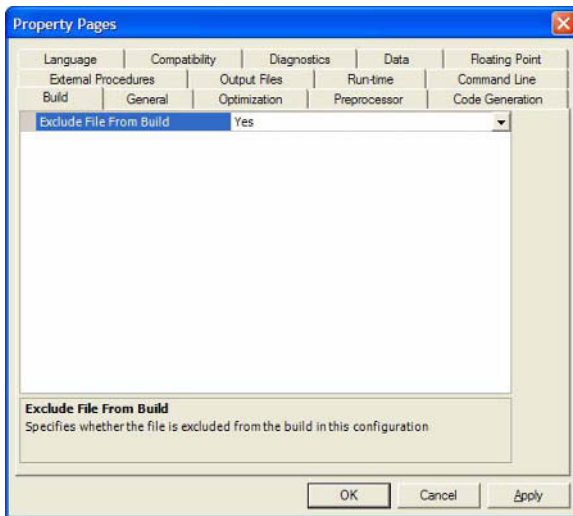 Property Pages
Language Compatibility Diagnostics Data Floating Point
External Procedures Output Files Run-time Command Line
Build General Optimization Preprocessor Code Generation
Exclude File From Build Yes
Exclude File From Build
Specifies whether the file is excluded from the build in this configuration
OK Cancel Apply